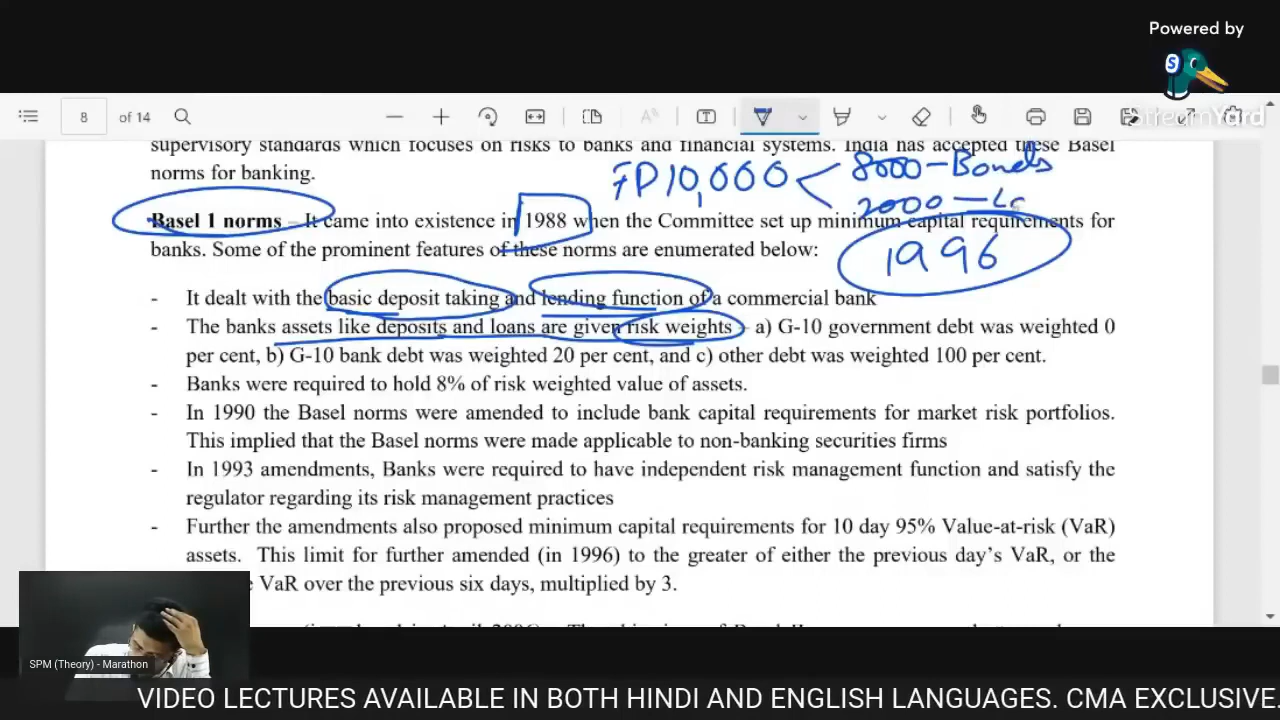 Powered by
S
StreamYard
8 of 14
supervisory standards which focuses on risks to banks and financial systems. India has accepted these Basel
norms for banking.
FD 10,000 < 8000 - Bonds
2000 - Lo
Basel 1 norms – It came into existence in 1988 when the Committee set up minimum capital requirements for
banks. Some of the prominent features of these norms are enumerated below:
1996
- It dealt with the basic deposit taking and lending function of a commercial bank
- The banks assets like deposits and loans are given risk weights – a) G-10 government debt was weighted 0
per cent, b) G-10 bank debt was weighted 20 per cent, and c) other debt was weighted 100 per cent.
- Banks were required to hold 8% of risk weighted value of assets.
- In 1990 the Basel norms were amended to include bank capital requirements for market risk portfolios.
This implied that the Basel norms were made applicable to non-banking securities firms
- In 1993 amendments, Banks were required to have independent risk management function and satisfy the
regulator regarding its risk management practices
- Further the amendments also proposed minimum capital requirements for 10 day 95% Value-at-risk (VaR)
assets. This limit for further amended (in 1996) to the greater of either the previous day's VaR, or the
VaR over the previous six days, multiplied by 3.
SPM (Theory) - Marathon
VIDEO LECTURES AVAILABLE IN BOTH HINDI AND ENGLISH LANGUAGES. CMA EXCLUSIVE.